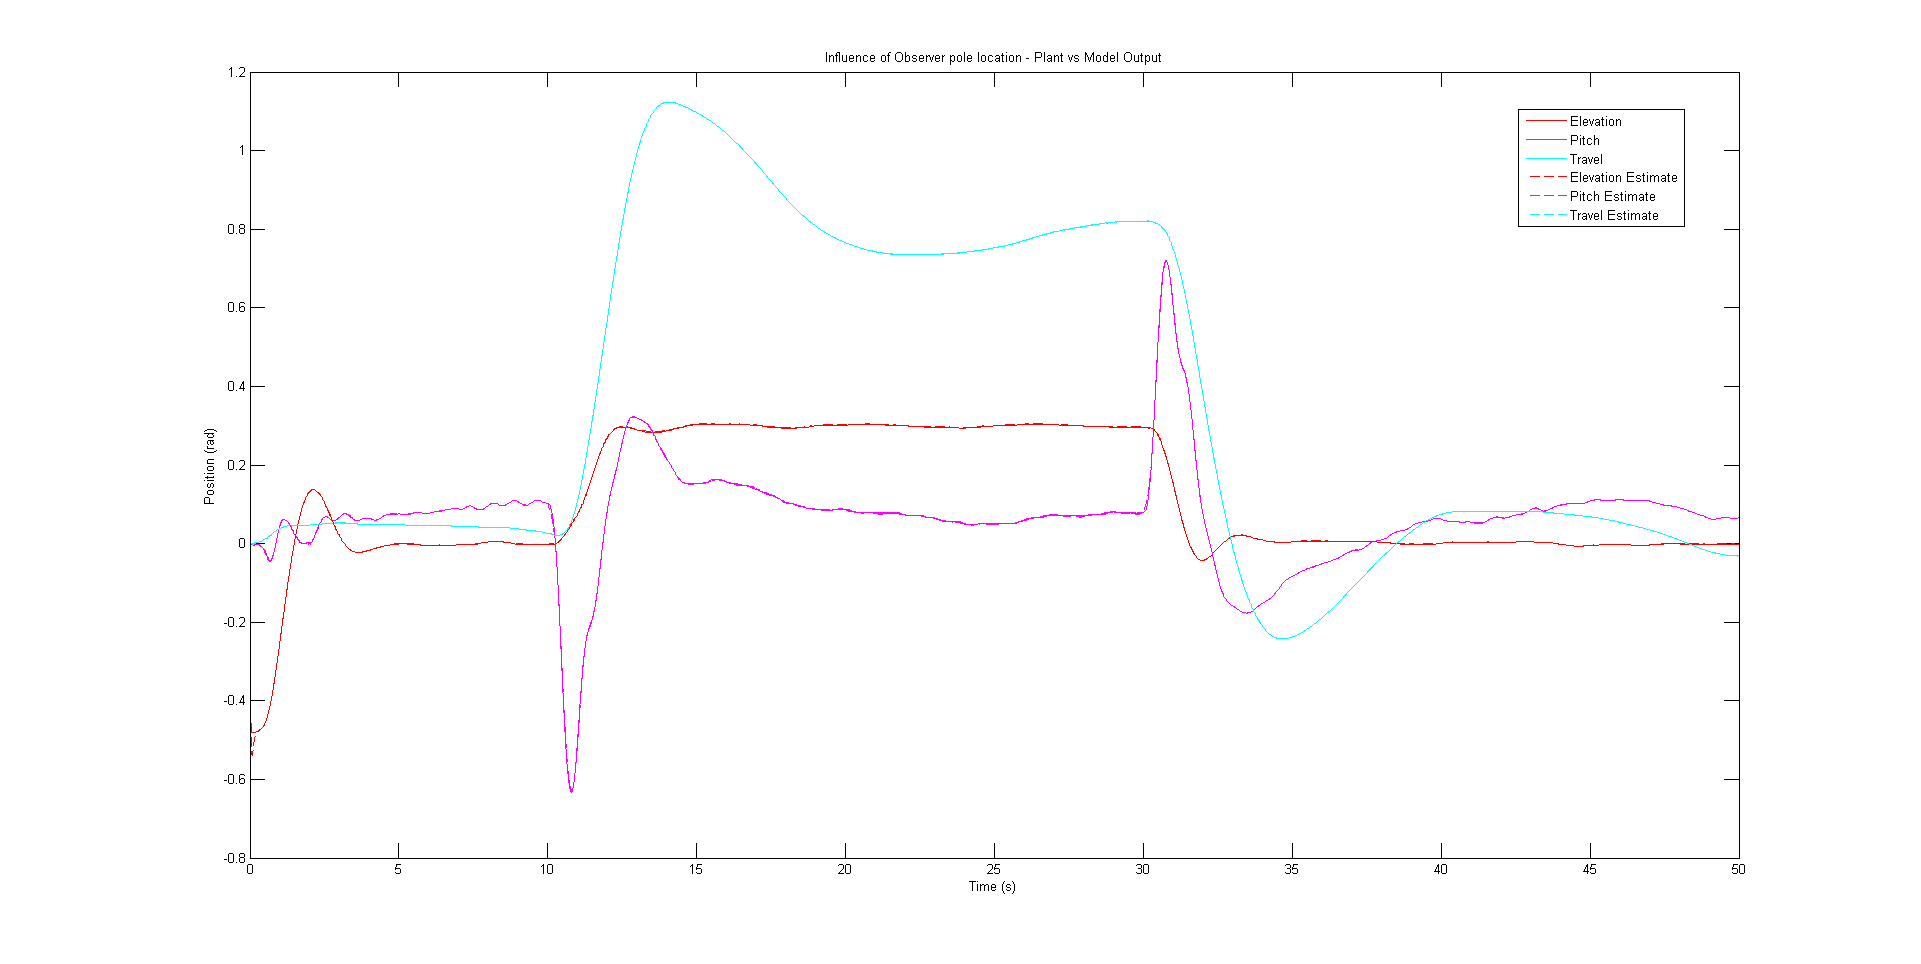 Influence of Observer pole location - Plant vs Model Output
1.2
1
0.8
0.6
0.4
0.2
0
-0.2
-0.4
-0.6
-0.8
Position (rad)
Elevation
Pitch
Travel
Elevation Estimate
Pitch Estimate
Travel Estimate
0 5 10 15 20 25 30 35 40 45 50
Time (s)